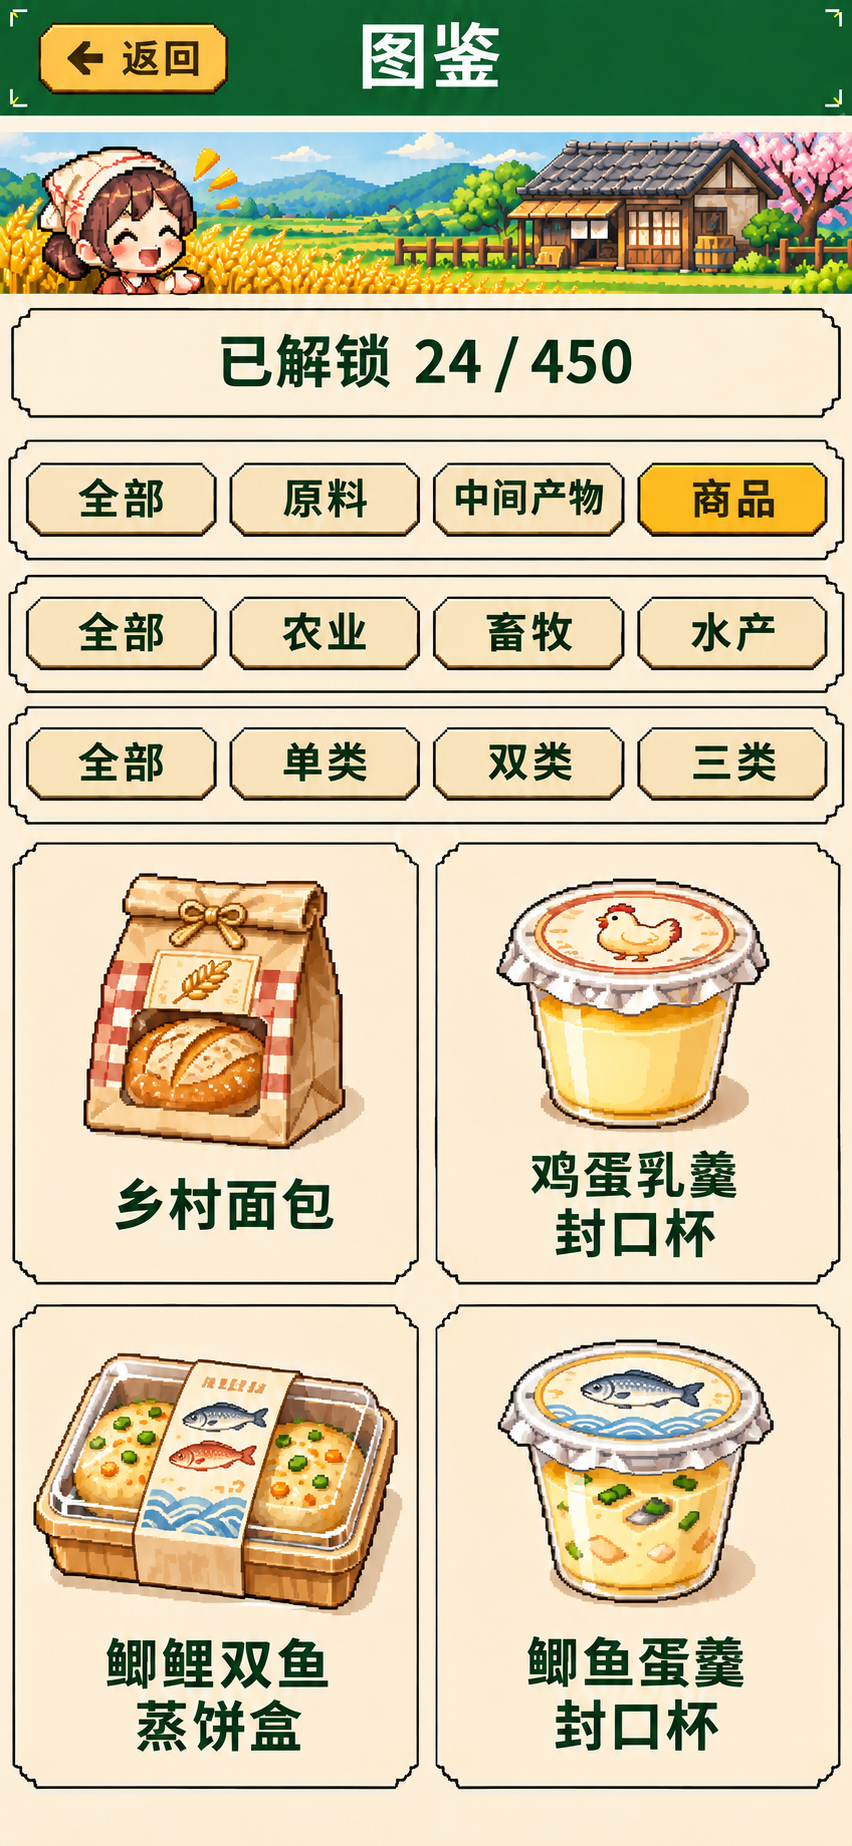 返回
图鉴
已解锁 24 / 450
全部 原料 中间产物 商品
全部 农业 畜牧 水产
全部 单类 双类 三类
乡村面包
鸡蛋乳羹
封口杯
鲫鲤双鱼
蒸饼盒
鲫鱼蛋羹
封口杯